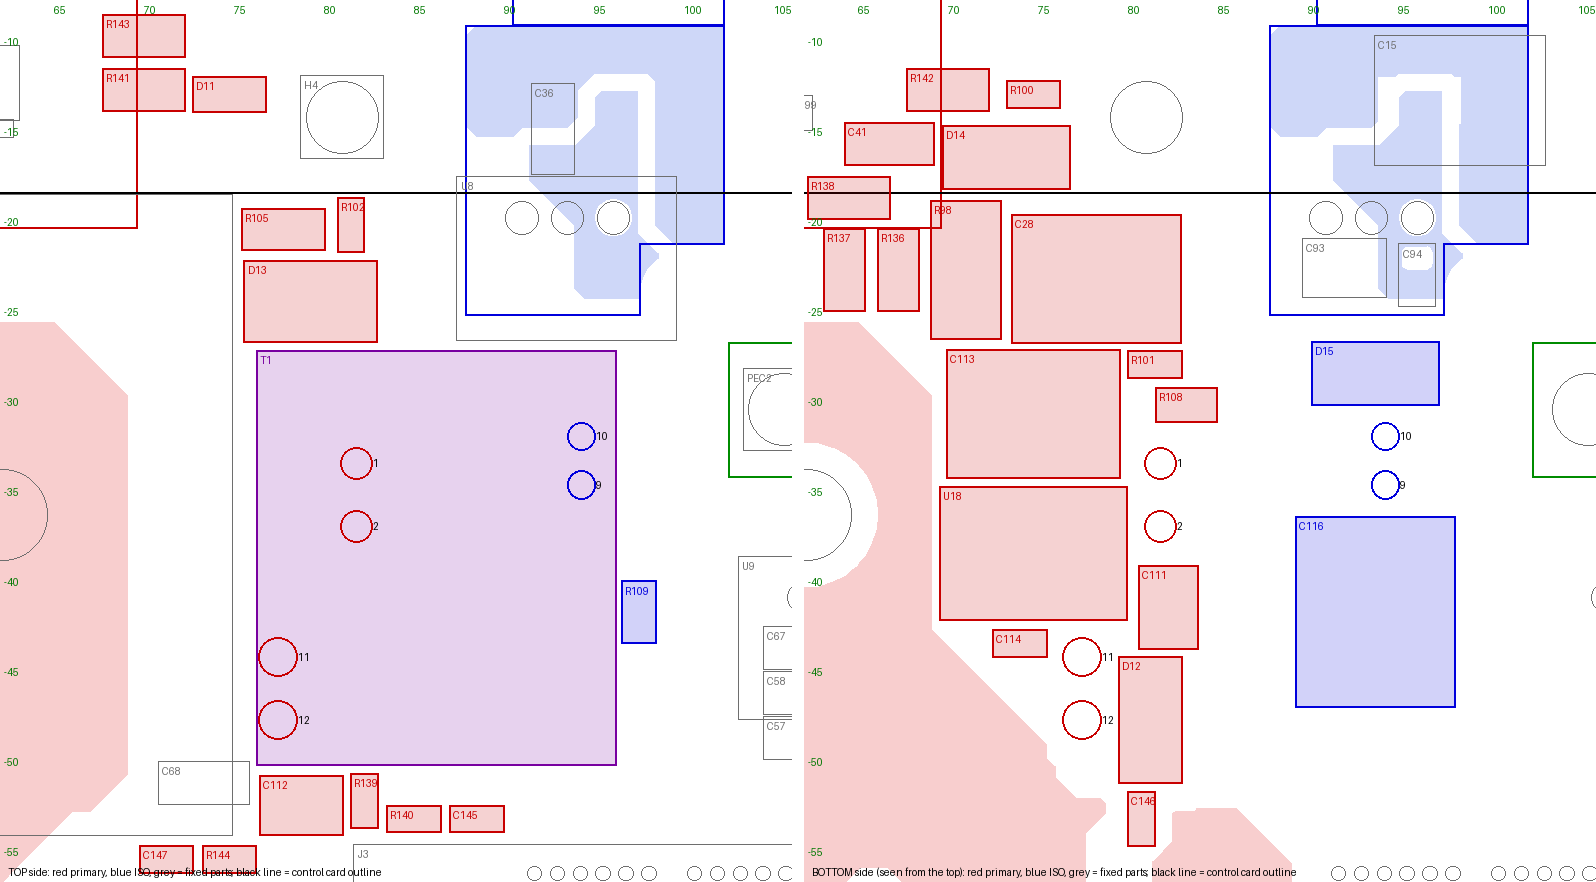 65 70 75 80 85 90 95 100 105 65 70 75 80 85 90 95 100 105
R143
-10 -10 C15
R141 D11 H4 C36 R142 R100
99
-15 -15 C41 D14
U8 R138
-20 R105 R102 -20 R98 C28
R137 R136 C93 C94
D13
-25 -25
T1 C113 R101 D15
PEC2
-30 -30 R108
10 10
1 1
-35 9 -35 U18 9
2 2 C116
U9 C111
-40 R109 -40
C67 C114
-45 11 -45 11 D12
C58
12 C57 12
-50 C68 -50
C112 R139 R140 C145 C146
-55 C147 R144 J3 -55
TOP side: red primary, blue ISO, grey = fixed parts; black line = control card outline
BOTTOM side (seen from the top): red primary, blue ISO, grey = fixed parts; black line = control card outline